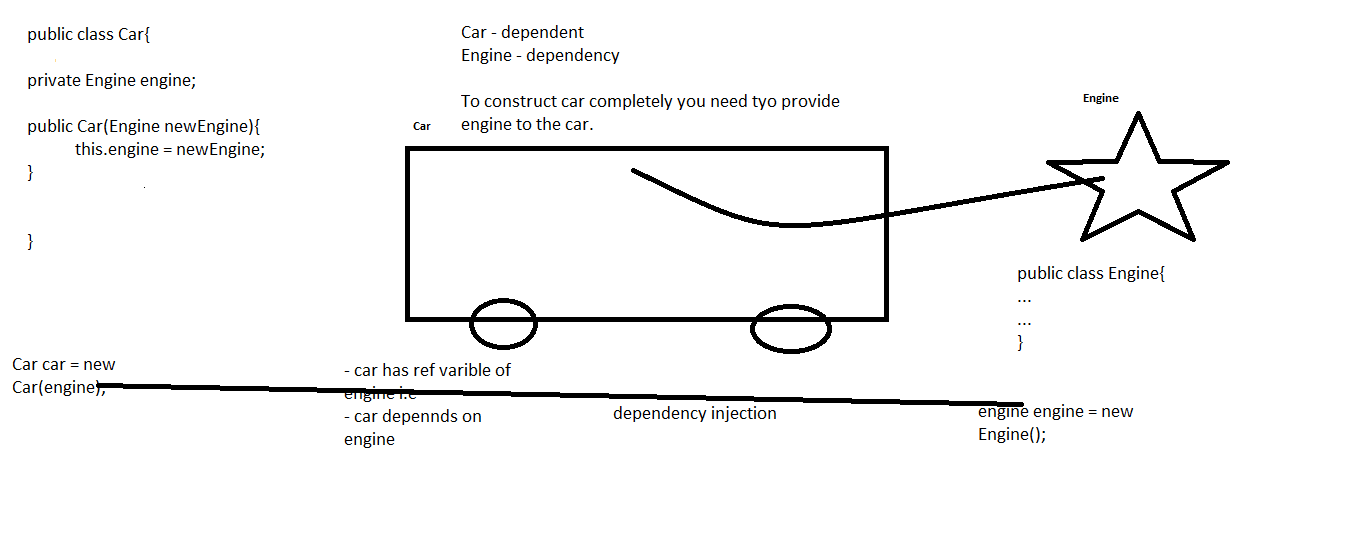 public class Car{
private Engine engine;
public Car(Engine newEngine){
this.engine = newEngine;
}
}
Car - dependent
Engine - dependency
To construct car completely you need tyo provide
engine to the car.
Car
Engine
public class Engine{
...
...
}
Car car = new
Car(engine);
- car has ref varible of
engine i.e
- car depennds on
engine
dependency injection
engine engine = new
Engine();